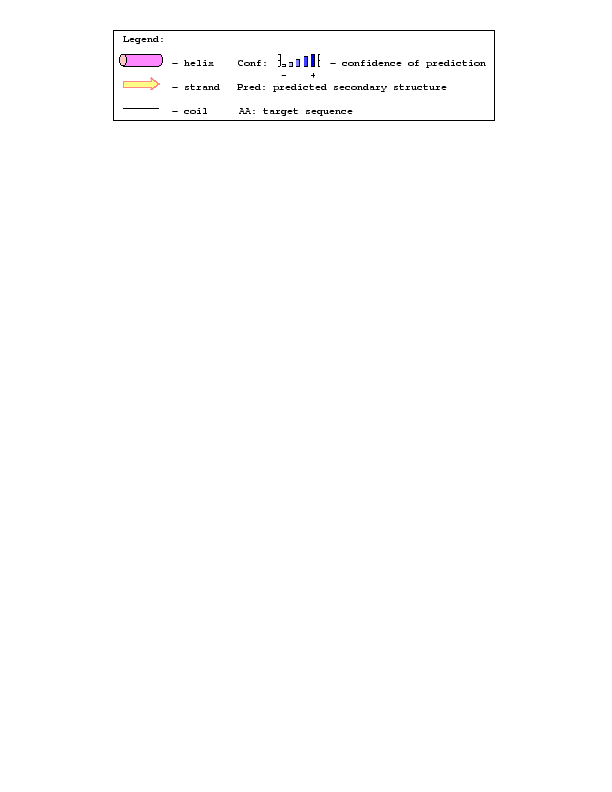 Legend:
– helix Conf: – confidence of prediction
– +
– strand Pred: predicted secondary structure
– coil AA: target sequence